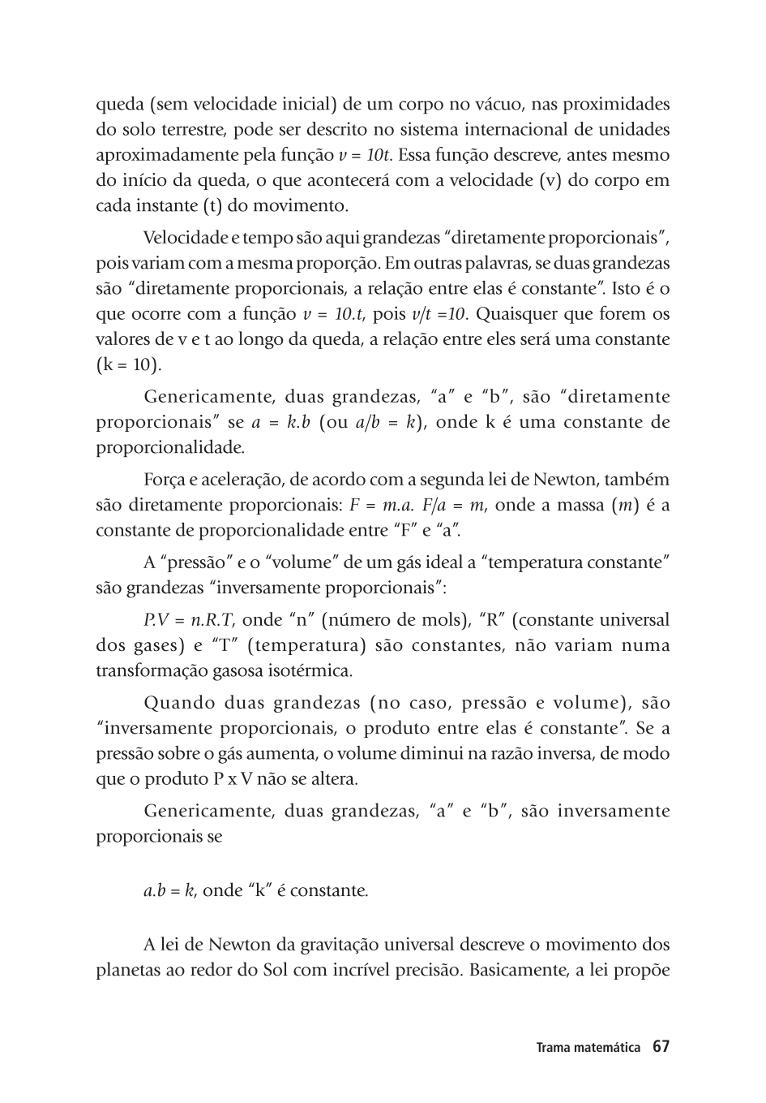 queda (sem velocidade inicial) de um corpo no vácuo, nas proximidades
do solo terrestre, pode ser descrito no sistema internacional de unidades
aproximadamente pela função v = 10t. Essa função descreve, antes mesmo
do início da queda, o que acontecerá com a velocidade (v) do corpo em
cada instante (t) do movimento.
Velocidade e tempo são aqui grandezas “diretamente proporcionais”,
pois variam com a mesma proporção. Em outras palavras, se duas grandezas
são “diretamente proporcionais, a relação entre elas é constante”. Isto é o
que ocorre com a função v = 10.t, pois v/t =10. Quaisquer que forem os
valores de v e t ao longo da queda, a relação entre eles será uma constante
(k = 10).
Genericamente, duas grandezas, “a” e “b”, são “diretamente
proporcionais” se a = k.b (ou a/b = k), onde k é uma constante de
proporcionalidade.
Força e aceleração, de acordo com a segunda lei de Newton, também
são diretamente proporcionais: F = m.a. F/a = m, onde a massa (m) é a
constante de proporcionalidade entre “F” e “a”.
A “pressão” e o “volume” de um gás ideal a “temperatura constante”
são grandezas “inversamente proporcionais”:
P.V = n.R.T, onde “n” (número de mols), “R” (constante universal
dos gases) e “T” (temperatura) são constantes, não variam numa
transformação gasosa isotérmica.
Quando duas grandezas (no caso, pressão e volume), são
“inversamente proporcionais, o produto entre elas é constante”. Se a
pressão sobre o gás aumenta, o volume diminui na razão inversa, de modo
que o produto P x V não se altera.
Genericamente, duas grandezas, “a” e “b”, são inversamente
proporcionais se
a.b = k, onde “k” é constante.
A lei de Newton da gravitação universal descreve o movimento dos
planetas ao redor do Sol com incrível precisão. Basicamente, a lei propõe
Trama matemática 67